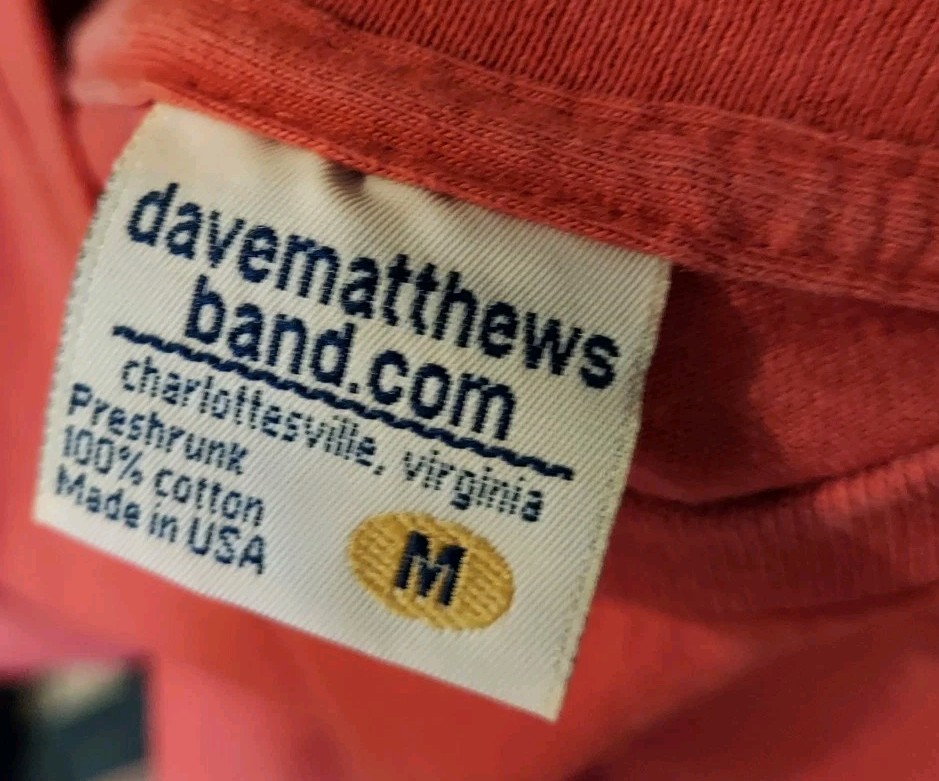 davematthews
band.com
charlottesville, virginia
Preshrunk
100% cotton
Made in USA
M